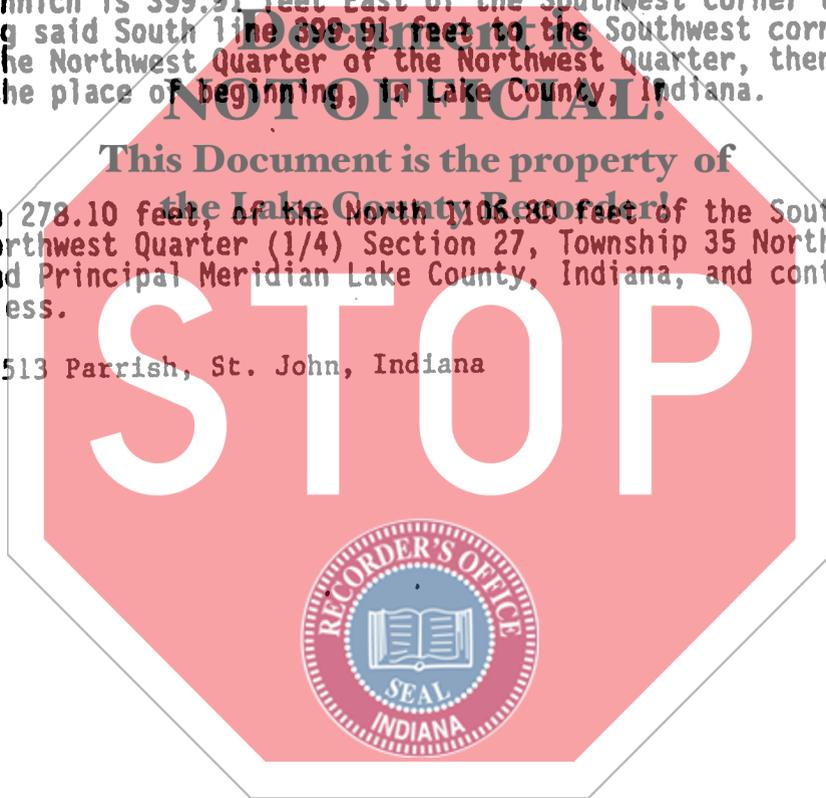 which is 399.91 feet East of the Southwest corner
g said South line 399.91 feet to the Southwest corn
he Northwest Quarter of the Northwest Quarter, then
he place of beginning, in Lake County, Indiana.
Document is
NOT OFFICIAL!
This Document is the property of
the Lake County Recorder!
278.10 feet, of the North 1106.80 feet of the Sout
rthwest Quarter (1/4) Section 27, Township 35 North
d Principal Meridian Lake County, Indiana, and cont
ess.
513 Parrish, St. John, Indiana
STOP
RECORDER'S OFFICE
SEAL
INDIANA